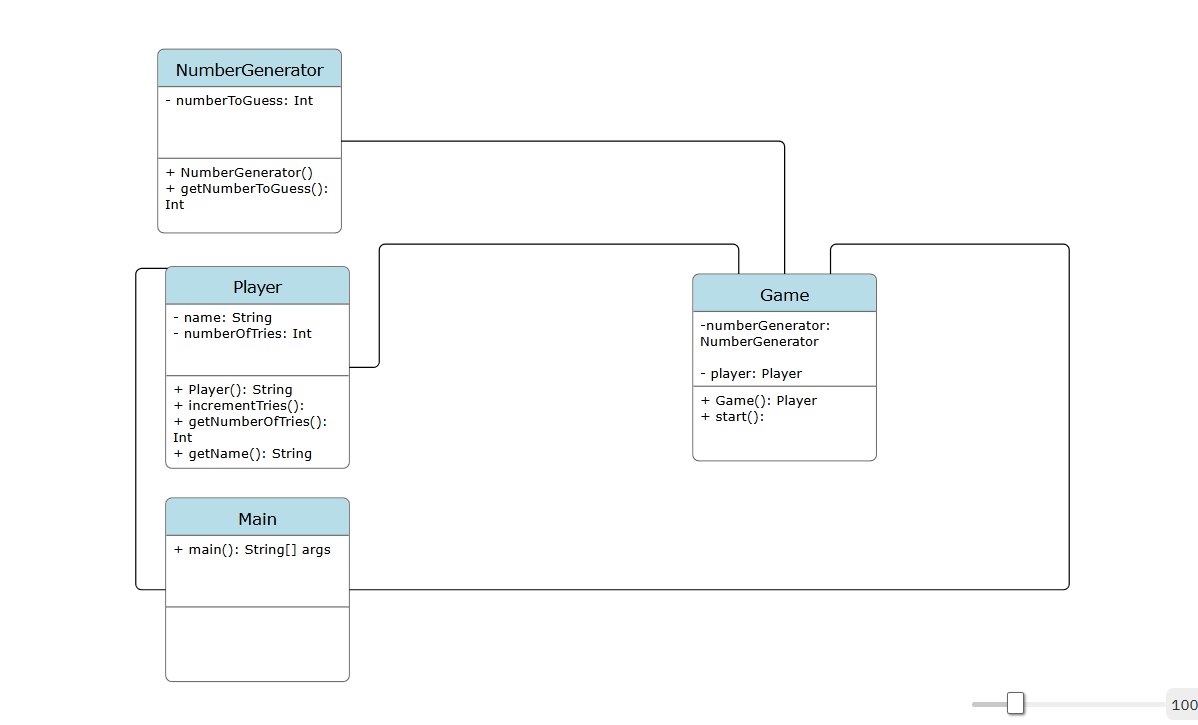 NumberGenerator
- numberToGuess: Int
+ NumberGenerator()
+ getNumberToGuess():
Int
Player
- name: String
- numberOfTries: Int
+ Player(): String
+ incrementTries():
+ getNumberOfTries():
Int
+ getName(): String
Game
-numberGenerator:
NumberGenerator
- player: Player
+ Game(): Player
+ start():
Main
+ main(): String[] args
100